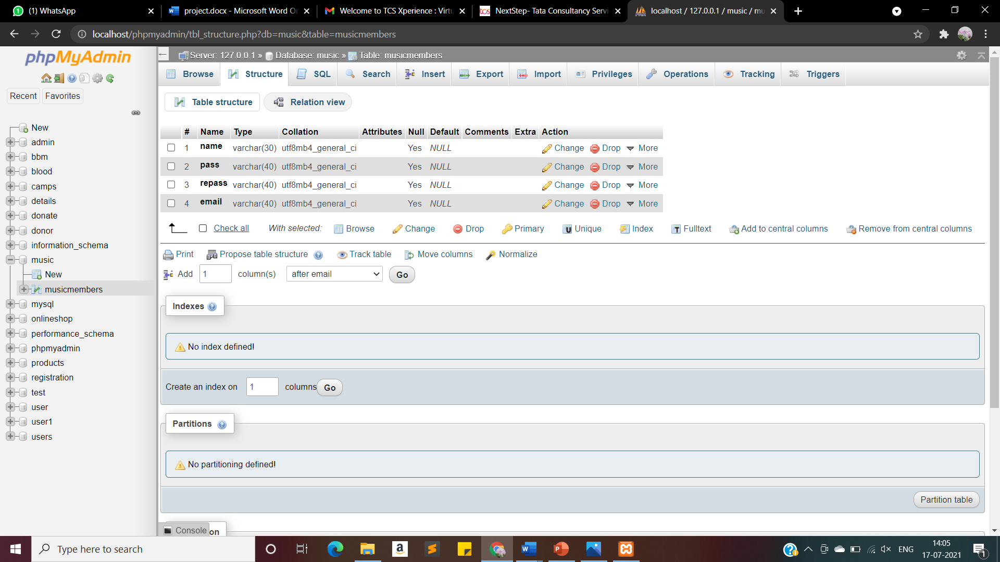 (1) WhatsApp
project.docx - Microsoft Word O
Welcome to TCS Xperience : Virtu
NextStep- Tata Consultancy Servi
localhost / 127.0.0.1 / music / mu
localhost/phpmyadmin/tbl_structure.php?db=music&table=musicmembers
phpMyAdmin
Recent Favorites
New
admin
bbm
blood
camps
details
donate
donor
information_schema
music
New
musicmembers
mysql
onlineshop
performance_schema
phpmyadmin
products
registration
test
user
user1
users
Server: 127.0.0.1 » Database: music » Table: musicmembers
Browse Structure SQL Search Insert Export Import Privileges Operations Tracking Triggers
Table structure Relation view
# Name Type Collation Attributes Null Default Comments Extra Action
1 name varchar(30) utf8mb4_general_ci Yes NULL Change Drop More
2 pass varchar(40) utf8mb4_general_ci Yes NULL Change Drop More
3 repass varchar(40) utf8mb4_general_ci Yes NULL Change Drop More
4 email varchar(40) utf8mb4_general_ci Yes NULL Change Drop More
Check all With selected: Browse Change Drop Primary Unique Index Fulltext Add to central columns Remove from central columns
Print Propose table structure Track table Move columns Normalize
Add 1 column(s) after email Go
Indexes
No index defined!
Create an index on 1 columns Go
Partitions
No partitioning defined!
Partition table
Console on
Type here to search
ENG
14:05
17-07-2021
1